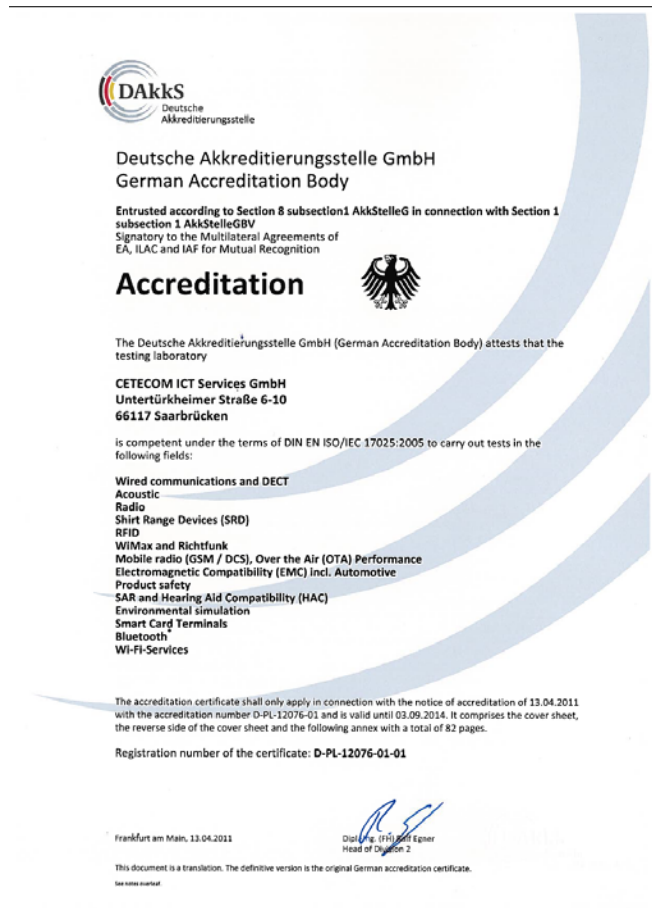 DAkkS
Deutsche
Akkreditierungsstelle
Deutsche Akkreditierungsstelle GmbH
German Accreditation Body
Entrusted according to Section 8 subsection1 AkkStelleG in connection with Section 1
subsection 1 AkkStelleGBV
Signatory to the Multilateral Agreements of
EA, ILAC and IAF for Mutual Recognition
Accreditation
The Deutsche Akkreditierungsstelle GmbH (German Accreditation Body) attests that the
testing laboratory
CETECOM ICT Services GmbH
Untertürkheimer Straße 6-10
66117 Saarbrücken
is competent under the terms of DIN EN ISO/IEC 17025:2005 to carry out tests in the
following fields:
Wired communications and DECT
Acoustic
Radio
Shirt Range Devices (SRD)
RFID
WiMax and Richtfunk
Mobile radio (GSM / DCS), Over the Air (OTA) Performance
Electromagnetic Compatibility (EMC) incl. Automotive
Product safety
SAR and Hearing Aid Compatibility (HAC)
Environmental simulation
Smart Card Terminals
Bluetooth*
Wi-Fi-Services
The accreditation certificate shall only apply in connection with the notice of accreditation of 13.04.2011
with the accreditation number D-PL-12076-01 and is valid until 03.09.2014. It comprises the cover sheet,
the reverse side of the cover sheet and the following annex with a total of 82 pages.
Registration number of the certificate: D-PL-12076-01-01
Frankfurt am Main, 13.04.2011
Dipl.-Ing. (FH) Ralf Egner
Head of Division 2
This document is a translation. The definitive version is the original German accreditation certificate.
See notes overleaf.